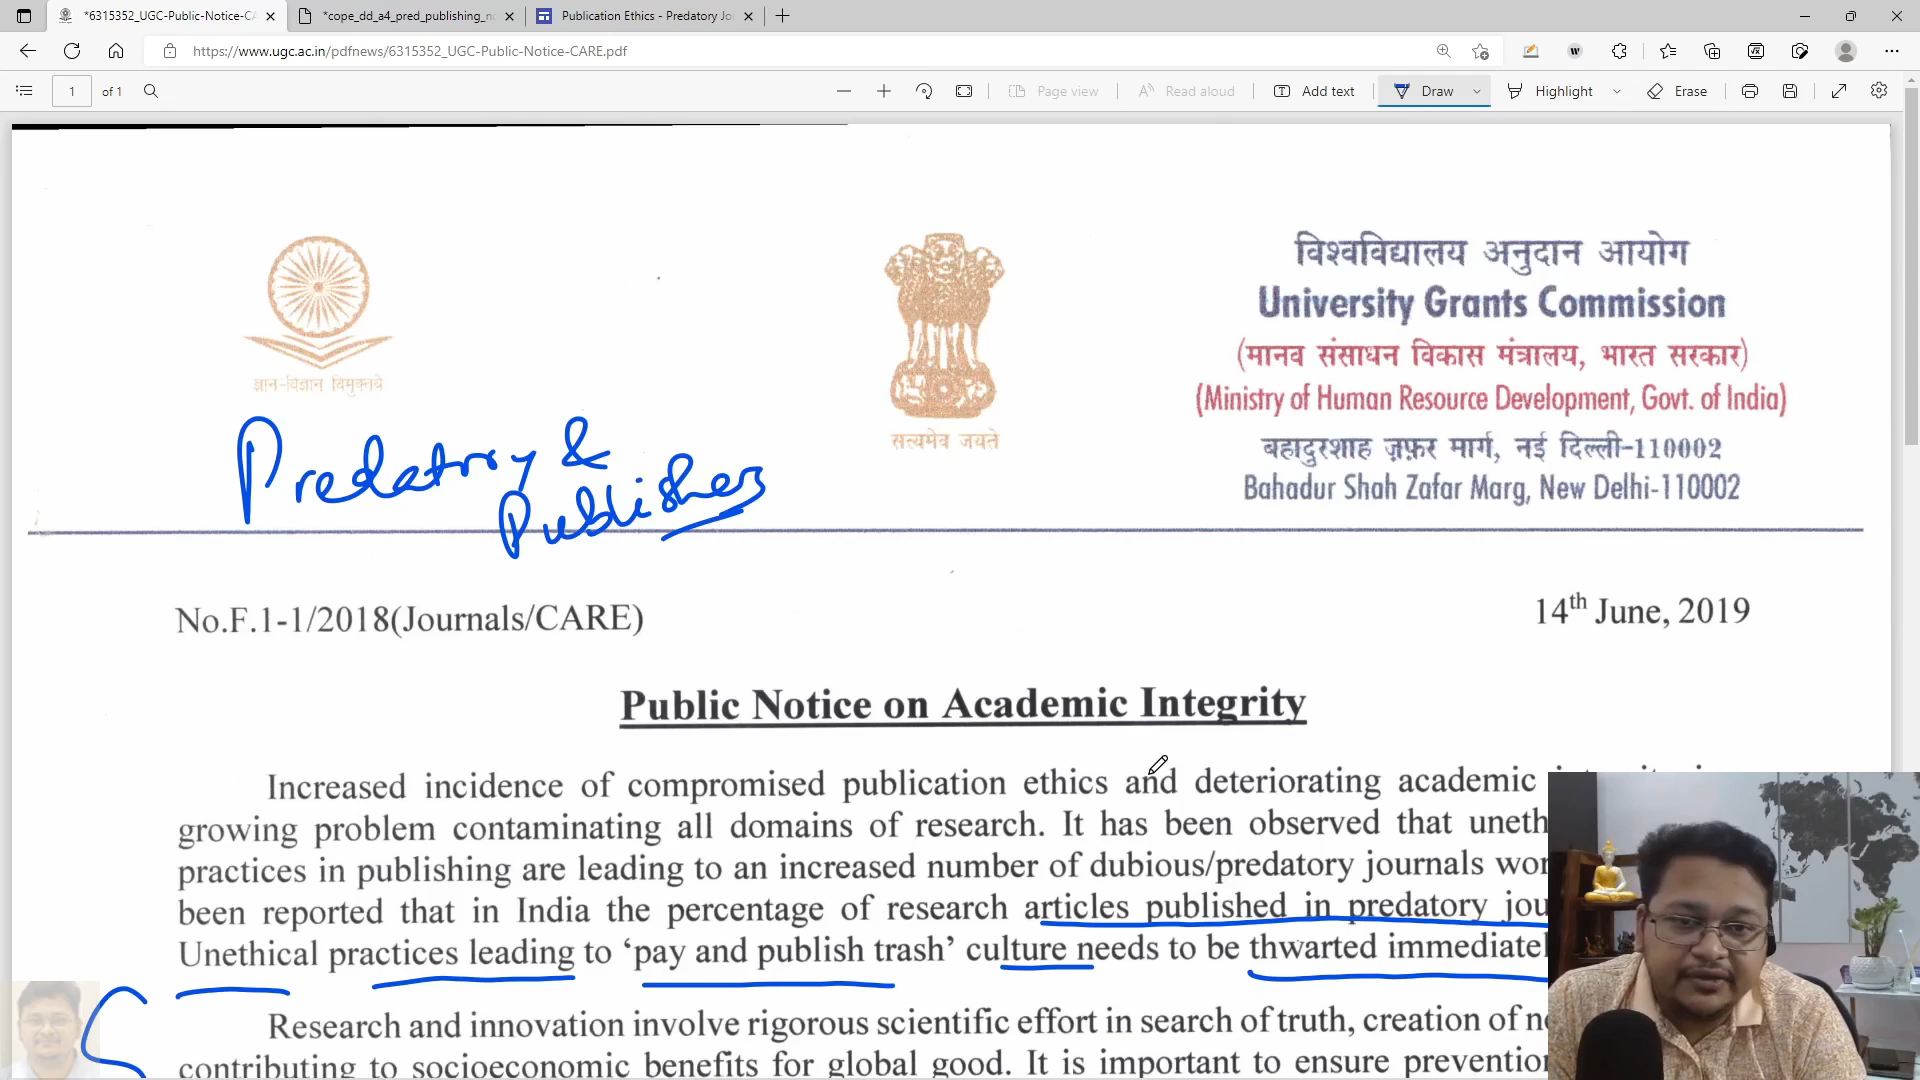 *6315352_UGC-Public-Notice-CA
*cope_dd_a4_pred_publishing_n
Publication Ethics - Predatory Jo
https://www.ugc.ac.in/pdfnews/6315352_UGC-Public-Notice-CARE.pdf
1 of 1
Page view
Read aloud
Add text
Draw
Highlight
Erase
ज्ञान-विज्ञान विमुक्तये
सत्यमेव जयते
विश्वविद्यालय अनुदान आयोग
University Grants Commission
(मानव संसाधन विकास मंत्रालय, भारत सरकार)
(Ministry of Human Resource Development, Govt. of India)
बहादुरशाह ज़फ़र मार्ग, नई दिल्ली-110002
Bahadur Shah Zafar Marg, New Delhi-110002
Predatory &
Publishers
No.F.1-1/2018(Journals/CARE)
14th June, 2019
Public Notice on Academic Integrity
Increased incidence of compromised publication ethics and deteriorating academic
growing problem contaminating all domains of research. It has been observed that uneth
practices in publishing are leading to an increased number of dubious/predatory journals wor
been reported that in India the percentage of research articles published in predatory jou
Unethical practices leading to ‘pay and publish trash’ culture needs to be thwarted immediatel
Research and innovation involve rigorous scientific effort in search of truth, creation of n
contributing to socioeconomic benefits for global good. It is important to ensure prevention